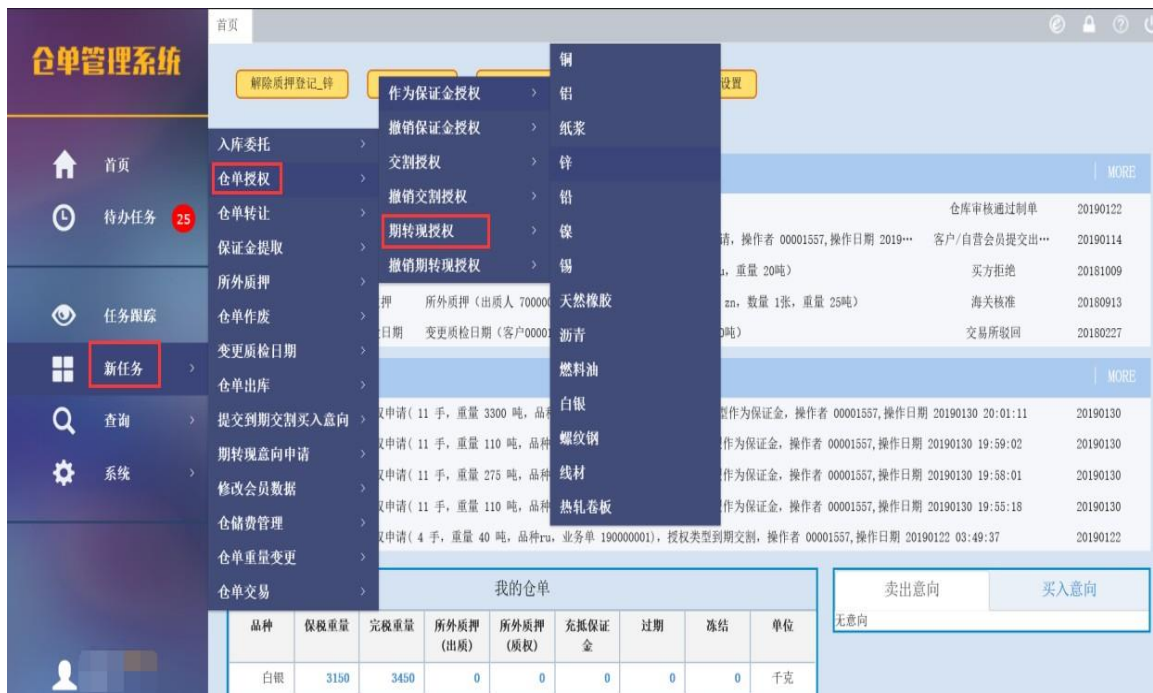 首页
仓单管理系统
首页
待办任务 25
任务跟踪
新任务
查询
系统
解除质押登记_锌
设置
入库委托
仓单授权
仓单转让
保证金提取
所外质押
仓单作废
变更质检日期
仓单出库
提交到期交割买入意向
期转现意向申请
修改会员数据
仓储费管理
仓单重量变更
仓单交易
作为保证金授权
撤销保证金授权
交割授权
撤销交割授权
期转现授权
撤销期转现授权
铜
铝
纸浆
锌
铅
镍
锡
天然橡胶
沥青
燃料油
白银
螺纹钢
线材
热轧卷板
MORE
仓库审核通过制单 20190122
请, 操作者 00001557,操作日期 2019… 客户/自营会员提交出… 20190114
u, 重量 20吨) 买方拒绝 20181009
押 所外质押 (出质人 700000 zn, 数量 1张, 重量 25吨) 海关核准 20180913
日期 变更质检日期 (客户00001 0吨) 交易所驳回 20180227
MORE
权申请( 11 手, 重量 3300 吨, 品种 型作为保证金, 操作者 00001557,操作日期 20190130 20:01:11 20190130
权申请( 11 手, 重量 110 吨, 品种 作为保证金, 操作者 00001557,操作日期 20190130 19:59:02 20190130
权申请( 11 手, 重量 275 吨, 品种 作为保证金, 操作者 00001557,操作日期 20190130 19:58:01 20190130
权申请( 11 手, 重量 110 吨, 品种 作为保证金, 操作者 00001557,操作日期 20190130 19:55:18 20190130
权申请( 4 手, 重量 40 吨, 品种ru, 业务单 190000001), 授权类型到期交割, 操作者 00001557,操作日期 20190122 03:49:37 20190122
我的仓单
品种 保税重量 完税重量 所外质押(出质) 所外质押(质权) 充抵保证金 过期 冻结 单位
白银 3150 3450 0 0 0 0 0 千克
卖出意向 买入意向
无意向